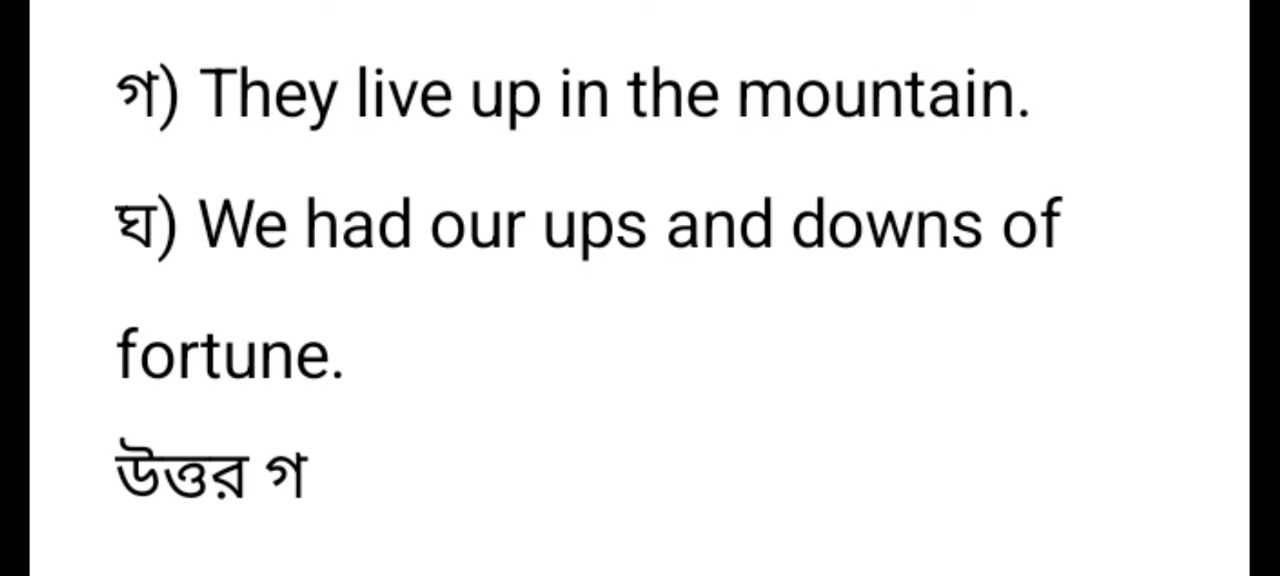 গ) They live up in the mountain.
ঘ) We had our ups and downs of
fortune.
উত্তর গ